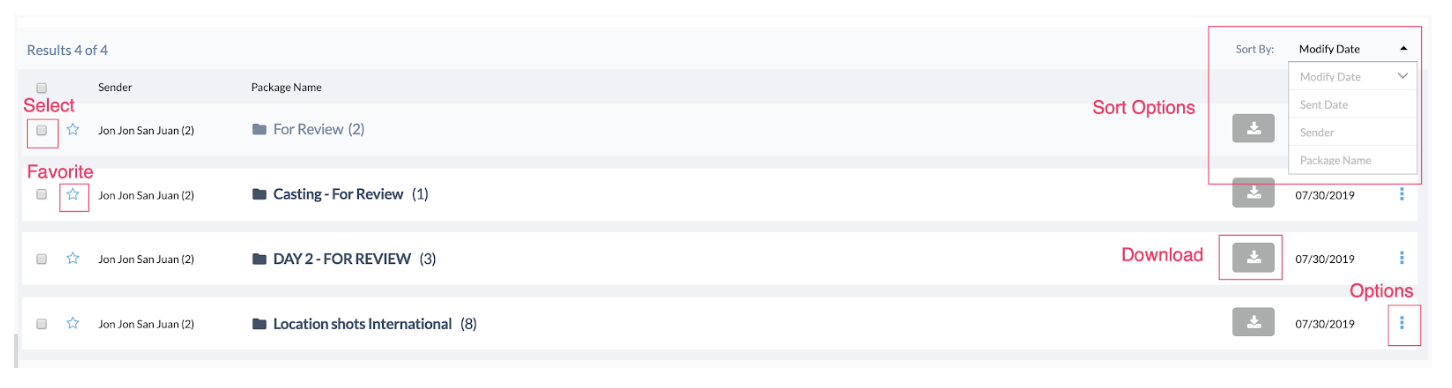 Results 4 of 4
Sort By: Modify Date
Modify Date
Sent Date
Sender
Package Name
Sort Options
Sender Package Name
Select
Jon Jon San Juan (2) For Review (2)
Favorite
Jon Jon San Juan (2) Casting - For Review (1) 07/30/2019
Jon Jon San Juan (2) DAY 2 - FOR REVIEW (3) Download 07/30/2019
Options
Jon Jon San Juan (2) Location shots International (8) 07/30/2019